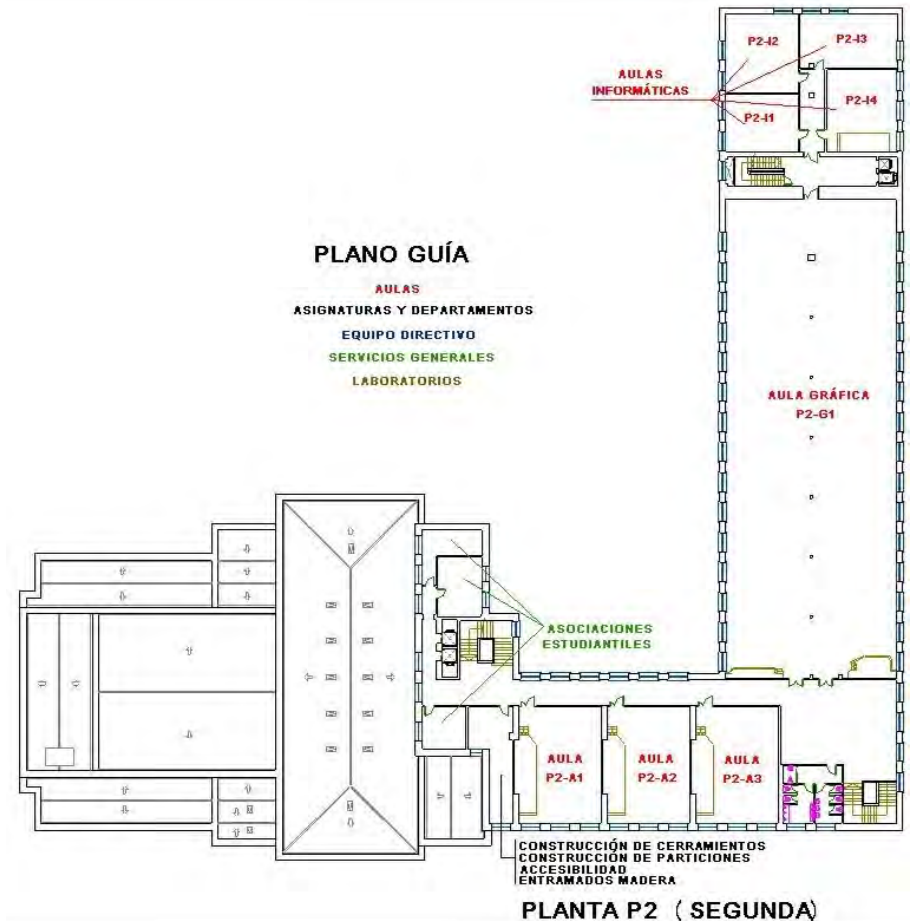 P2-I2
P2-I3
AULAS
INFORMÁTICAS
P2-I4
P2-I1
PLANO GUÍA
AULAS
ASIGNATURAS Y DEPARTAMENTOS
EQUIPO DIRECTIVO
SERVICIOS GENERALES
LABORATORIOS
AULA GRÁFICA
P2-G1
ASOCIACIONES
ESTUDIANTILES
AULA
P2-A1
AULA
P2-A2
AULA
P2-A3
CONSTRUCCIÓN DE CERRAMIENTOS
CONSTRUCCIÓN DE PARTICIONES
ACCESIBILIDAD
ENTRAMADOS MADERA
PLANTA P2 ( SEGUNDA)